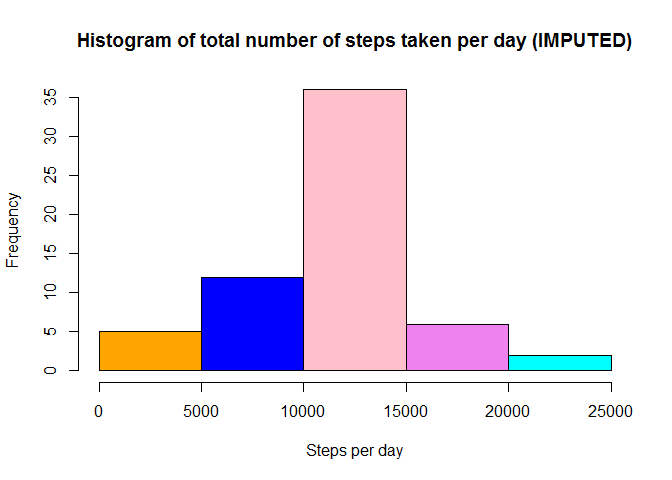 Histogram of total number of steps taken per day (IMPUTED)
35
30
25
20
15
10
5
0
Frequency
0 5000 10000 15000 20000 25000
Steps per day